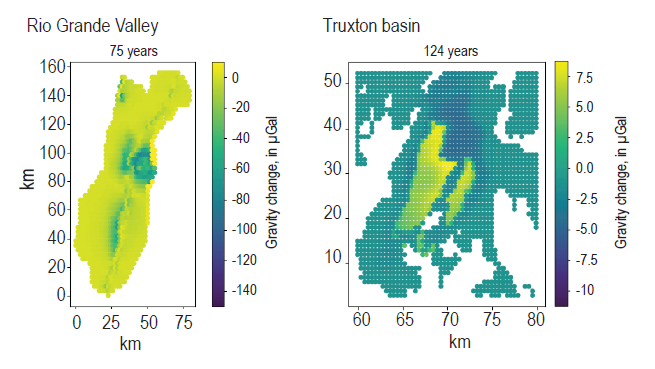 Rio Grande Valley
75 years
160
140
120
100
80
60
40
20
0
km
0 25 50 75
km
0
-20
-40
-60
-80
-100
-120
-140
Gravity change, in µGal
Truxton basin
124 years
50
40
30
20
10
60 65 70 75 80
km
7.5
5.0
2.5
0.0
-2.5
-5.0
-7.5
-10
Gravity change, in µGal